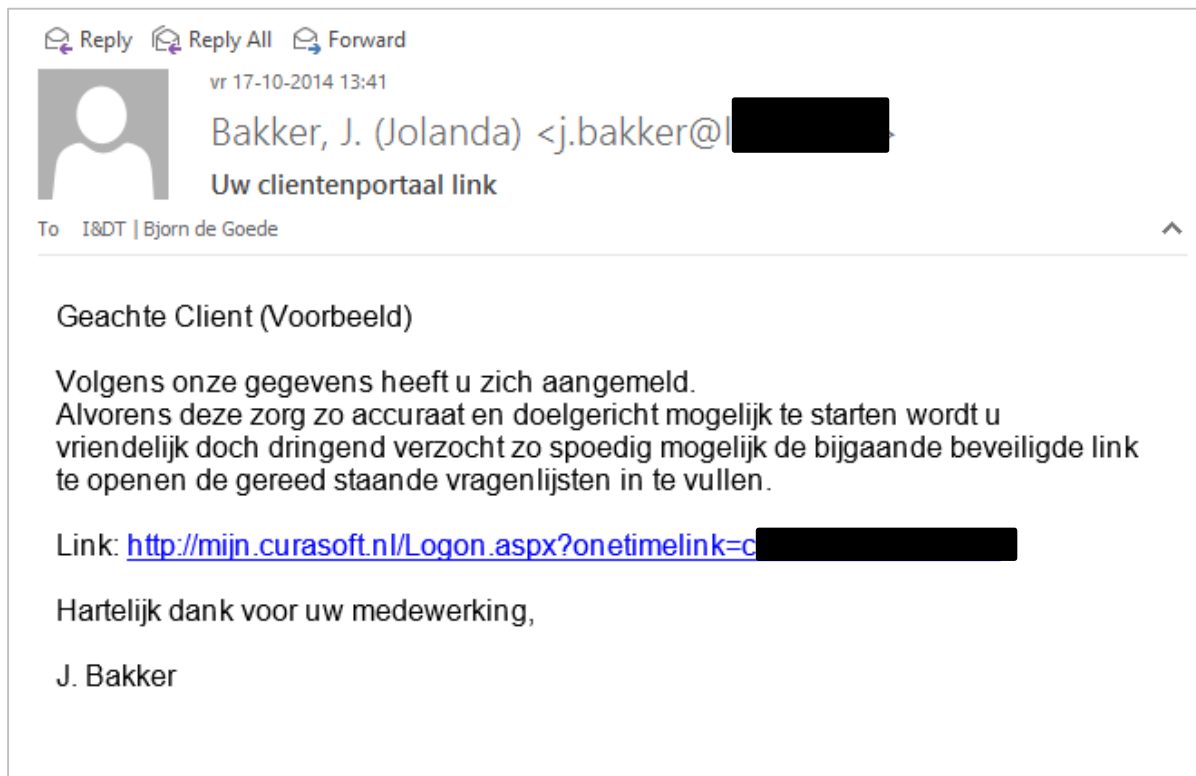 Reply Reply All Forward
vr 17-10-2014 13:41
Bakker, J. (Jolanda) <j.bakker@l
Uw clientenportaal link
To I&DT | Bjorn de Goede
Geachte Client (Voorbeeld)
Volgens onze gegevens heeft u zich aangemeld.
Alvorens deze zorg zo accuraat en doelgericht mogelijk te starten wordt u
vriendelijk doch dringend verzocht zo spoedig mogelijk de bijgaande beveiligde link
te openen de gereed staande vragenlijsten in te vullen.
Link: http://mijn.curasoft.nl/Logon.aspx?onetimelink=c
Hartelijk dank voor uw medewerking,
J. Bakker